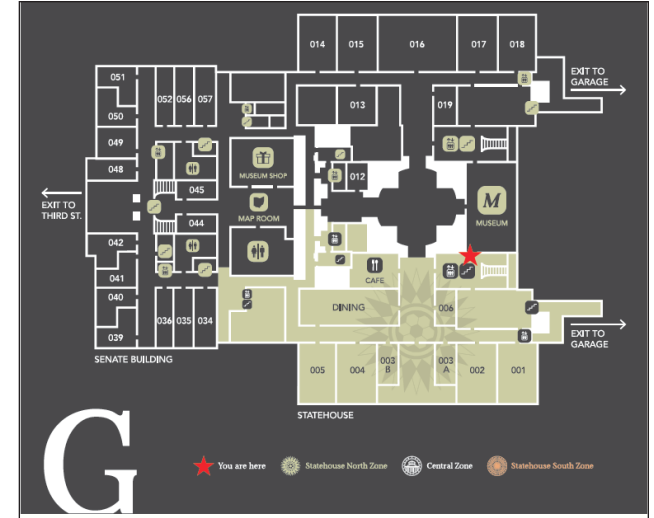 014
015
016
017
018
051
052
056
057
050
013
019
EXIT TO
GARAGE
049
048
MUSEUM SHOP
012
045
M
MUSEUM
EXIT TO
THIRD ST.
MAP ROOM
044
042
041
CAFE
040
036
035
034
DINING
006
039
EXIT TO
GARAGE
SENATE BUILDING
005
004
003
B
003
A
002
001
STATEHOUSE
G
You are here
Statehouse North Zone
Central Zone
Statehouse South Zone